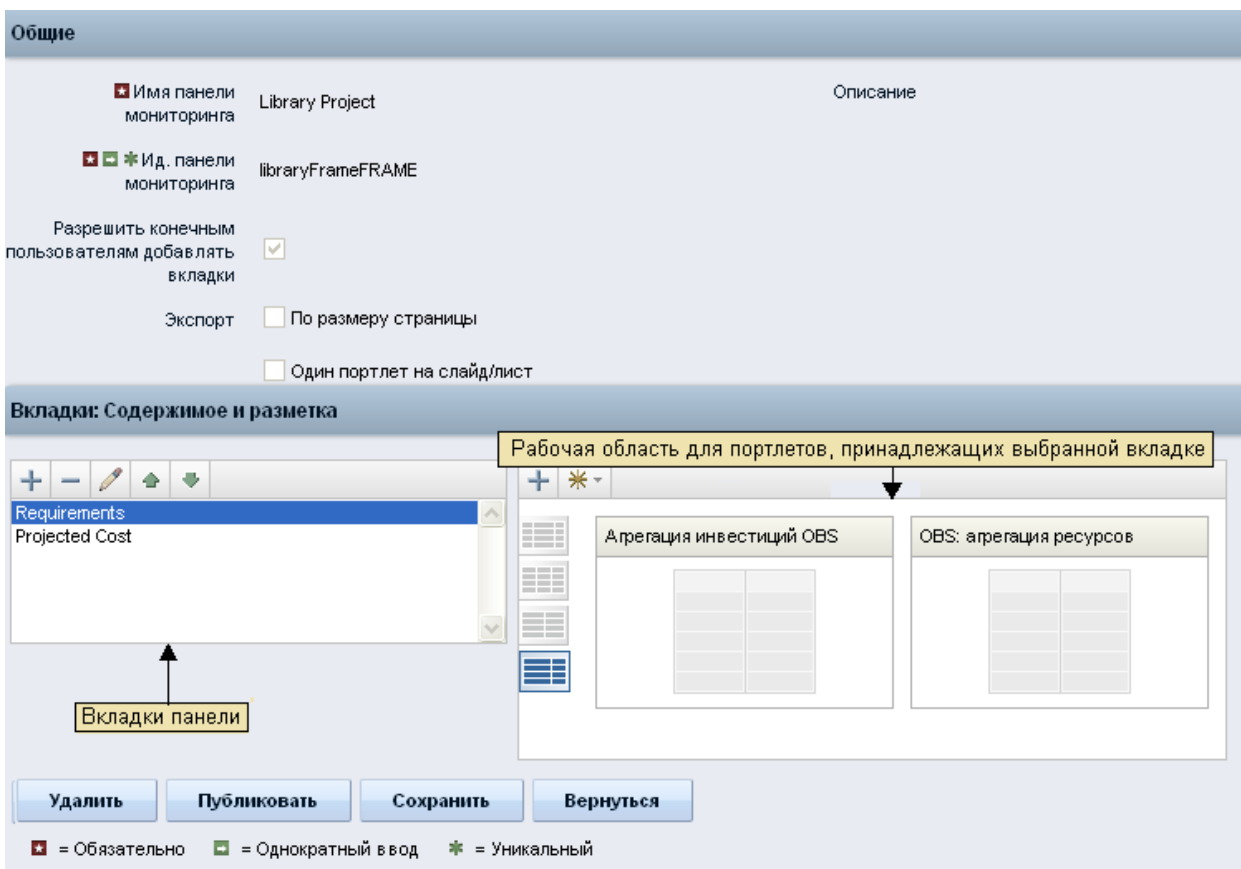 Общие
Имя панели
мониторинга
Library Project
Описание
Ид. панели
мониторинга
libraryFrameFRAME
Разрешить конечным
пользователям добавлять
вкладки
Экспорт
По размеру страницы
Один портлет на слайд/лист
Вкладки: Содержимое и разметка
Рабочая область для портлетов, принадлежащих выбранной вкладке
Requirements
Projected Cost
Агрегация инвестиций OBS
OBS: агрегация ресурсов
Вкладки панели
Удалить
Публиковать
Сохранить
Вернуться
= Обязательно = Однократный ввод = Уникальный